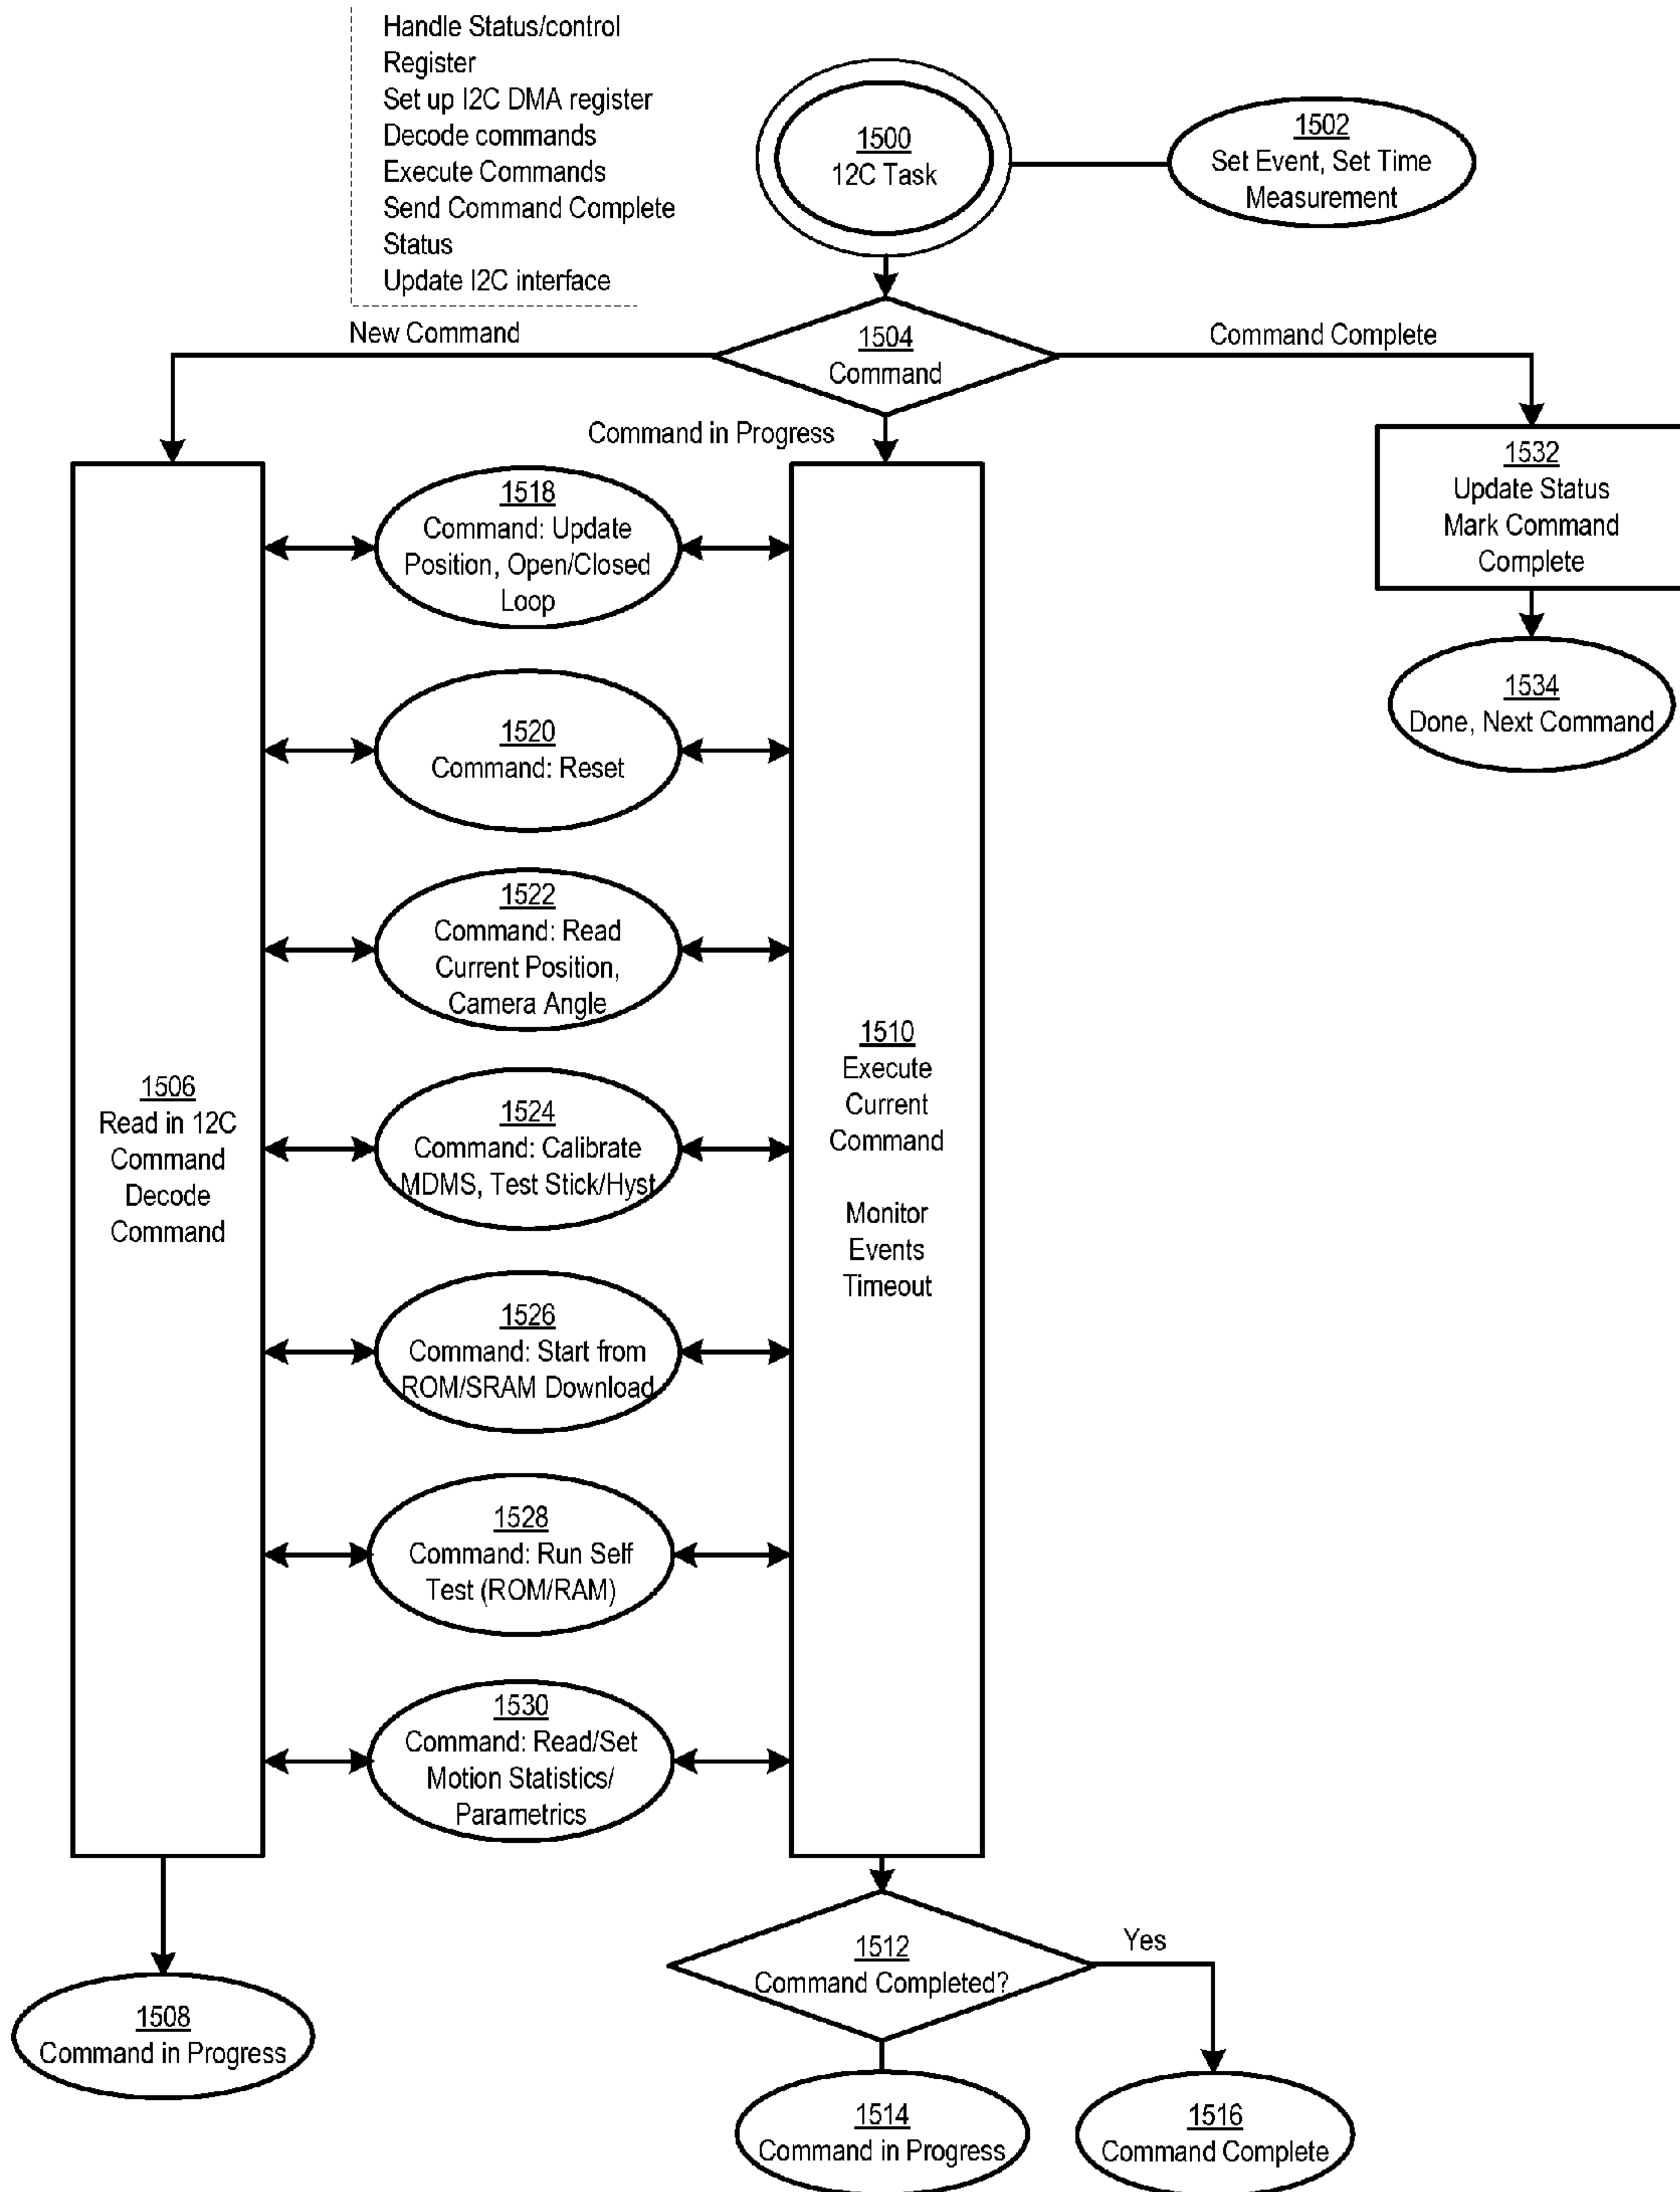 Handle Status/control
Register
Set up I2C DMA register
Decode commands
Execute Commands
Send Command Complete
Status
Update I2C interface
1500
12C Task
1502
Set Event, Set Time
Measurement
New Command
1504
Command
Command Complete
Command in Progress
1532
Update Status
Mark Command
Complete
1534
Done, Next Command
1518
Command: Update
Position, Open/Closed
Loop
1520
Command: Reset
1522
Command: Read
Current Position,
Camera Angle
1506
Read in 12C
Command
Decode
Command
1510
Execute
Current
Command
Monitor
Events
Timeout
1524
Command: Calibrate
MDMS, Test Stick/Hyst
1526
Command: Start from
ROM/SRAM Download
1528
Command: Run Self
Test (ROM/RAM)
1530
Command: Read/Set
Motion Statistics/
Parametrics
1508
Command in Progress
1512
Command Completed?
Yes
1514
Command in Progress
1516
Command Complete